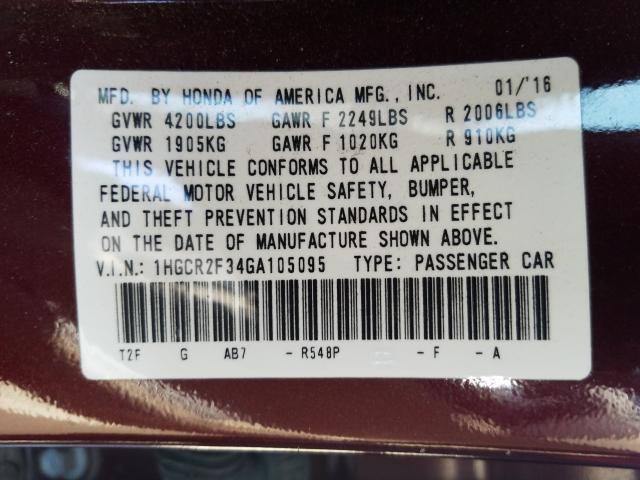 MFD. BY HONDA OF AMERICA MFG., INC. 01/'16
GVWR 4200LBS GAWR F 2249LBS R 2006LBS
GVWR 1905KG GAWR F 1020KG R 910KG
THIS VEHICLE CONFORMS TO ALL APPLICABLE
FEDERAL MOTOR VEHICLE SAFETY, BUMPER,
AND THEFT PREVENTION STANDARDS IN EFFECT
ON THE DATE OF MANUFACTURE SHOWN ABOVE.
V.I.N.: 1HGCR2F34GA105095 TYPE: PASSENGER CAR
T2F G AB7 - R548P - F - A